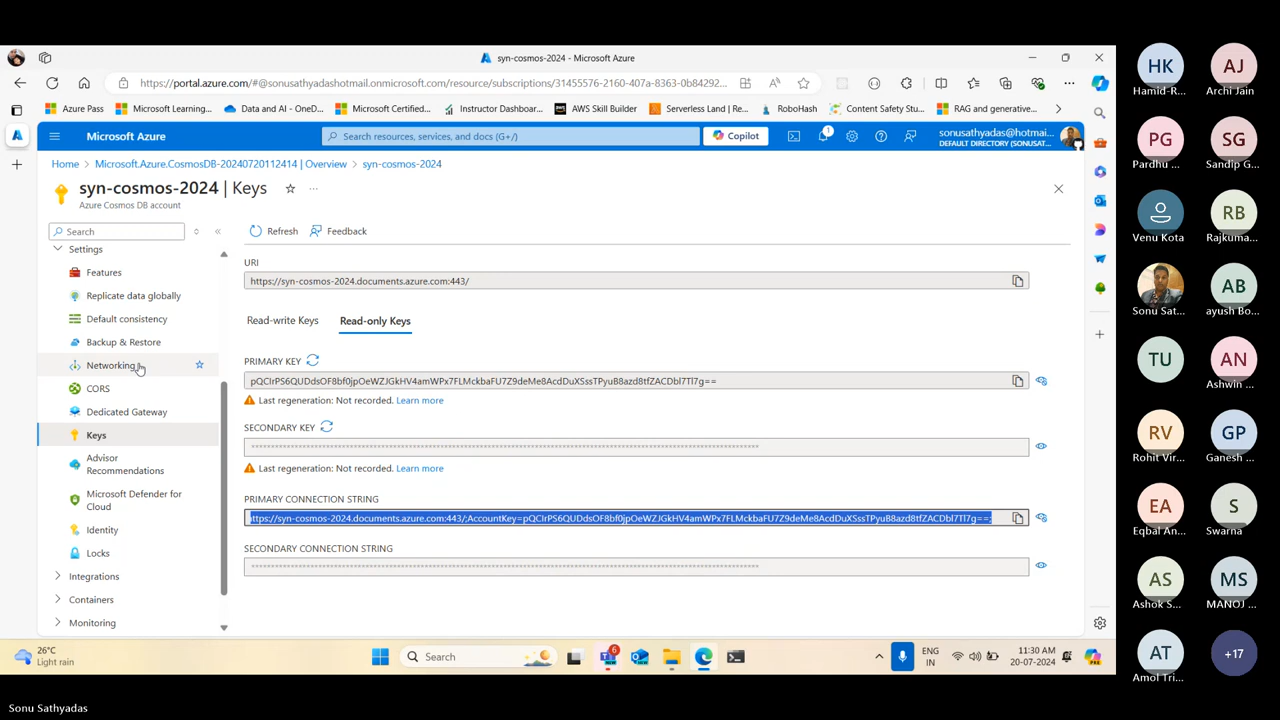 syn-cosmos-2024 - Microsoft Azure
https://portal.azure.com/#@sonusathyadashotmail.onmicrosoft.com/resource/subscriptions/31455576-2160-407a-8363-0b84292...
Azure Pass
Microsoft Learning...
Data and AI - OneD...
Microsoft Certified...
Instructor Dashboar...
AWS Skill Builder
Serverless Land | Re...
RoboHash
Content Safety Stu...
RAG and generative...
Microsoft Azure
Search resources, services, and docs (G+/)
Copilot
1
sonusathyadas@hotmai...
DEFAULT DIRECTORY (SONUSAT...
Home > Microsoft.Azure.CosmosDB-20240720112414 | Overview > syn-cosmos-2024
syn-cosmos-2024 | Keys
Azure Cosmos DB account
Search
Settings
Features
Replicate data globally
Default consistency
Backup & Restore
Networking
CORS
Dedicated Gateway
Keys
Advisor
Recommendations
Microsoft Defender for
Cloud
Identity
Locks
Integrations
Containers
Monitoring
Refresh
Feedback
URI
https://syn-cosmos-2024.documents.azure.com:443/
Read-write Keys
Read-only Keys
PRIMARY KEY
Last regeneration: Not recorded. Learn more
SECONDARY KEY
Last regeneration: Not recorded. Learn more
PRIMARY CONNECTION STRING
SECONDARY CONNECTION STRING
26°C
Light rain
Search
6
ENG
IN
11:30 AM
20-07-2024
HK
Hamid-R...
AJ
Archi Jain
PG
Pardhu ...
SG
Sandip G...
Venu Kota
RB
Rajkuma...
Sonu Sat...
AB
ayush Bo...
TU
AN
Ashwin ...
RV
Rohit Vir...
GP
Ganesh ...
EA
Eqbal An...
S
Swarna
AS
Ashok S...
MS
MANOJ ...
AT
Amol Tri...
+17
Sonu Sathyadas